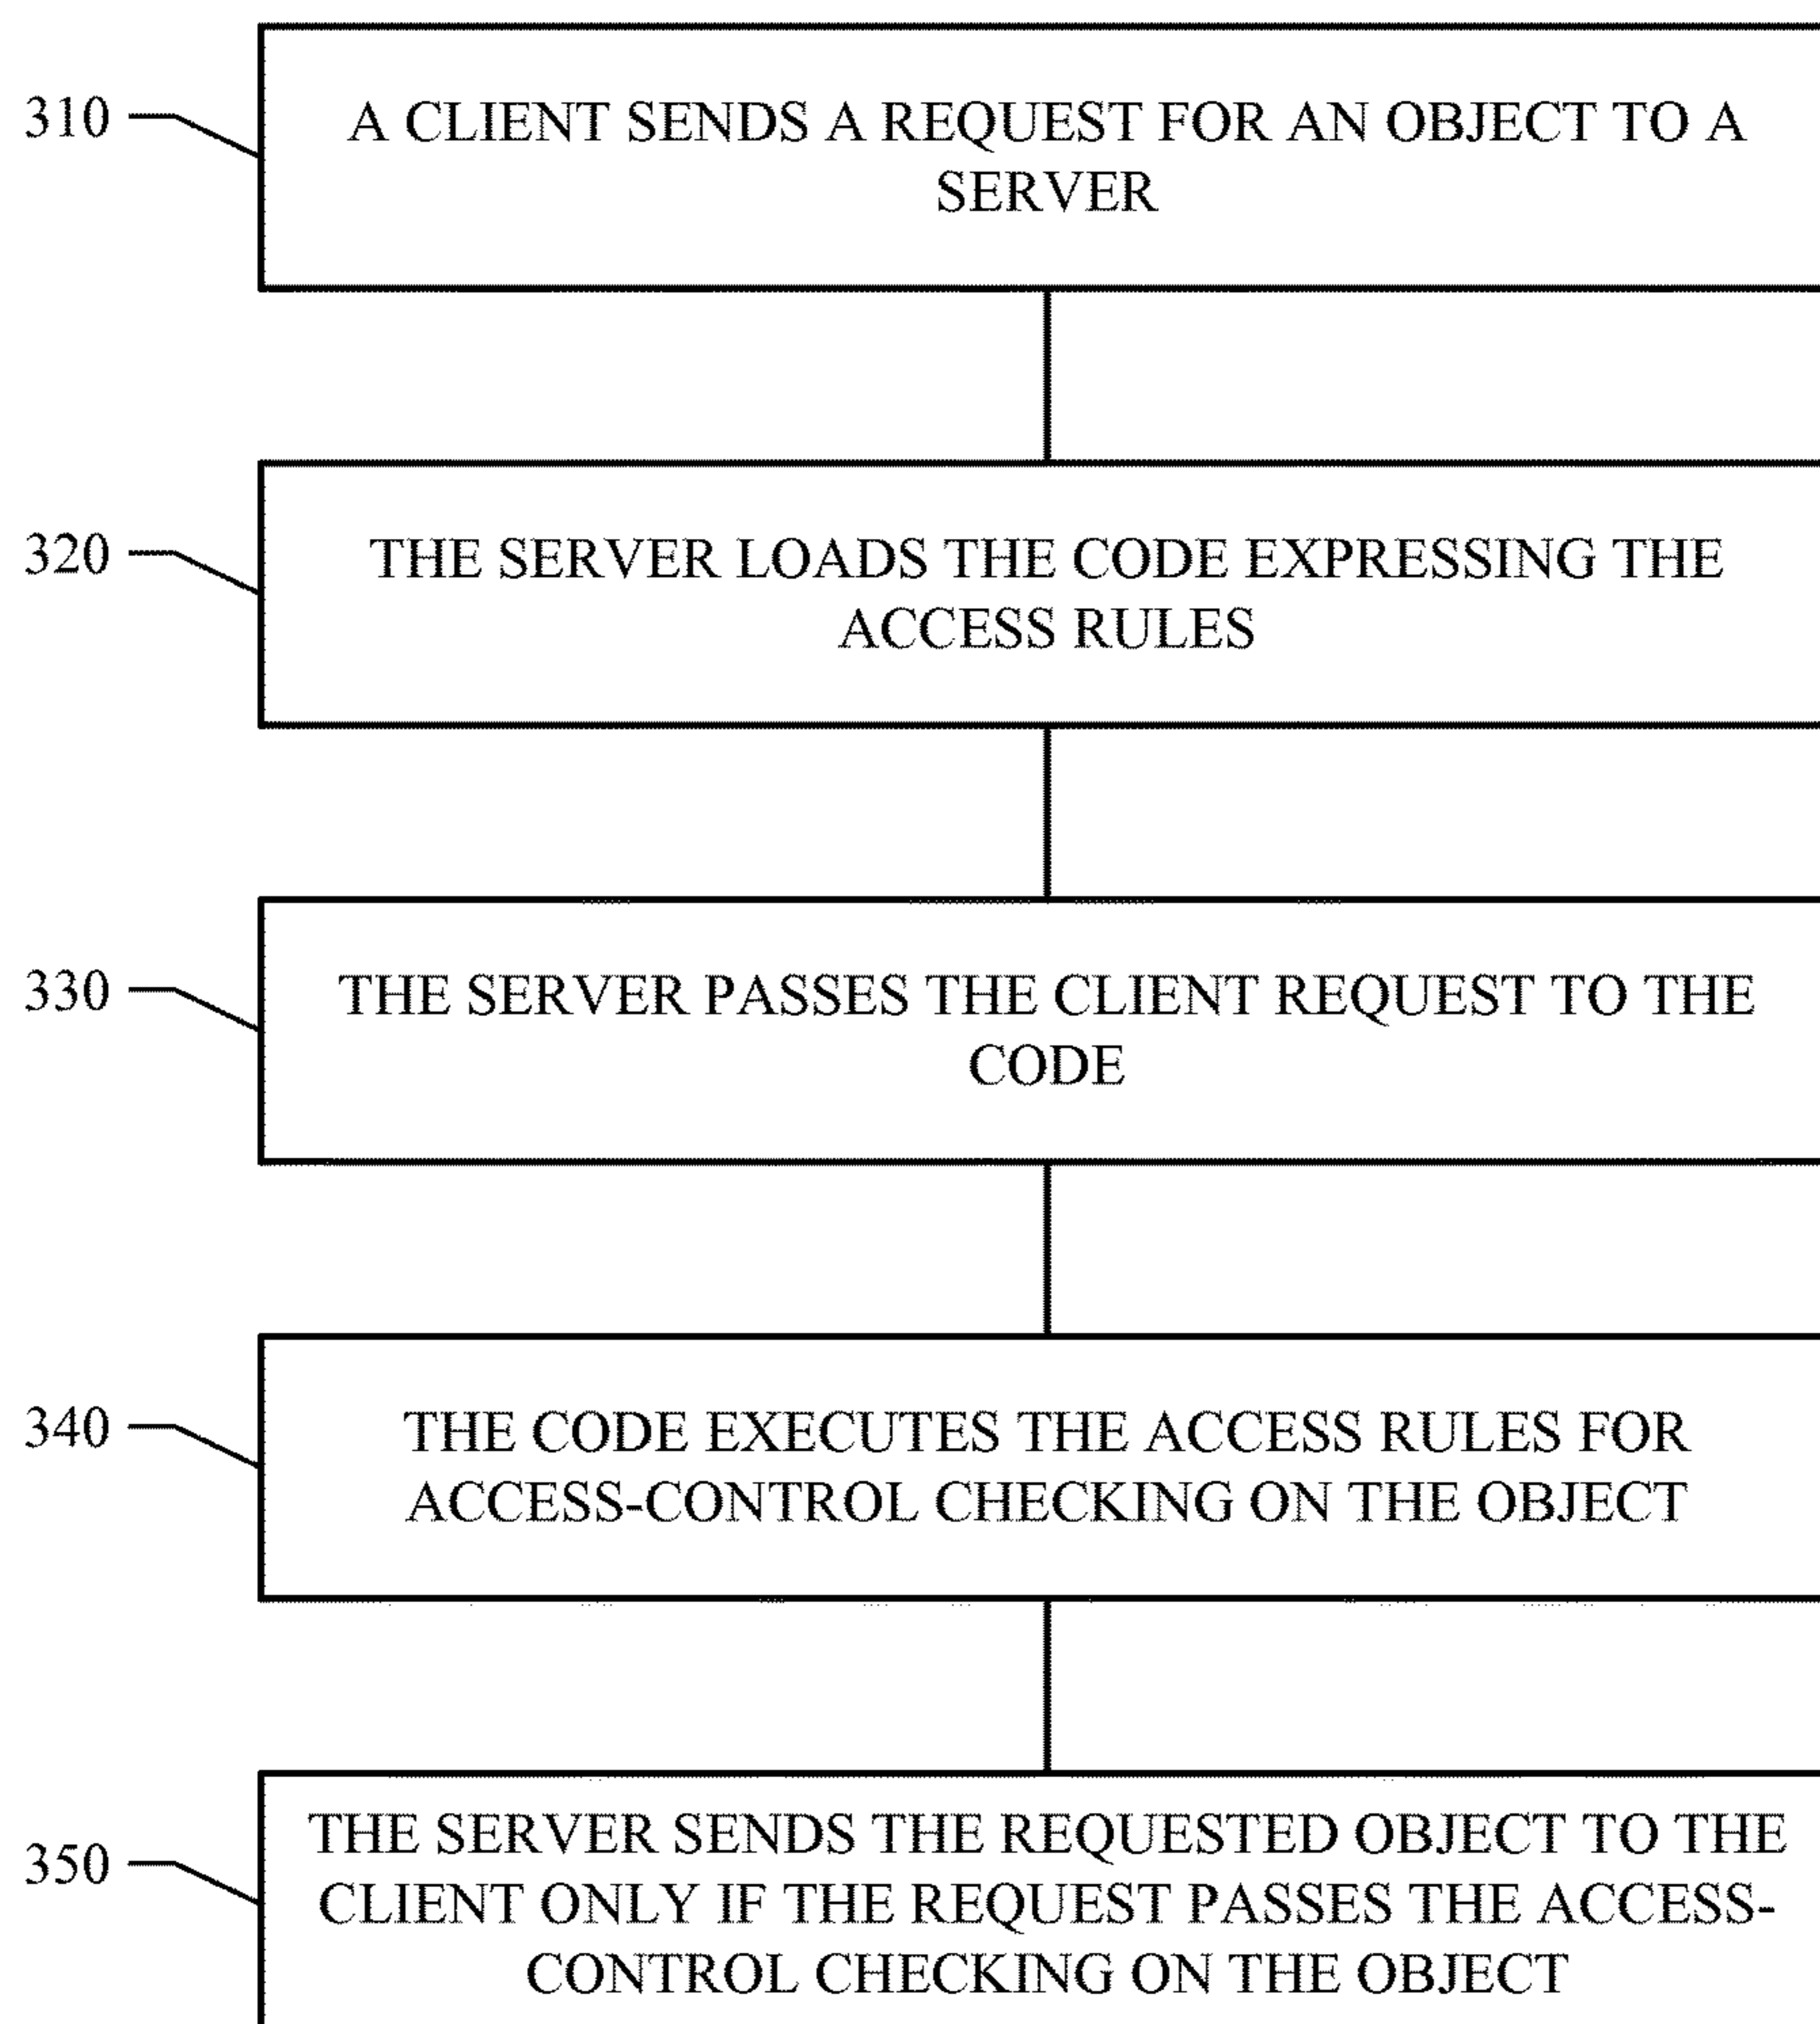 310
A CLIENT SENDS A REQUEST FOR AN OBJECT TO A
SERVER
320
THE SERVER LOADS THE CODE EXPRESSING THE
ACCESS RULES
330
THE SERVER PASSES THE CLIENT REQUEST TO THE
CODE
340
THE CODE EXECUTES THE ACCESS RULES FOR
ACCESS-CONTROL CHECKING ON THE OBJECT
350
THE SERVER SENDS THE REQUESTED OBJECT TO THE
CLIENT ONLY IF THE REQUEST PASSES THE ACCESS-
CONTROL CHECKING ON THE OBJECT